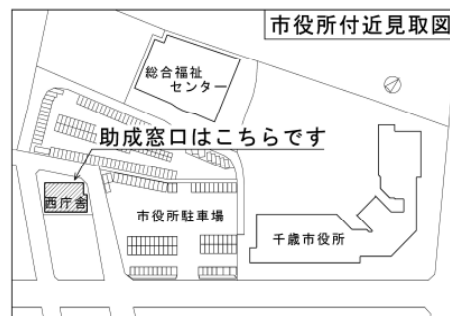 市役所付近見取図
総合福祉
センター
助成窓口はこちらです
西庁舎
市役所駐車場
千歳市役所